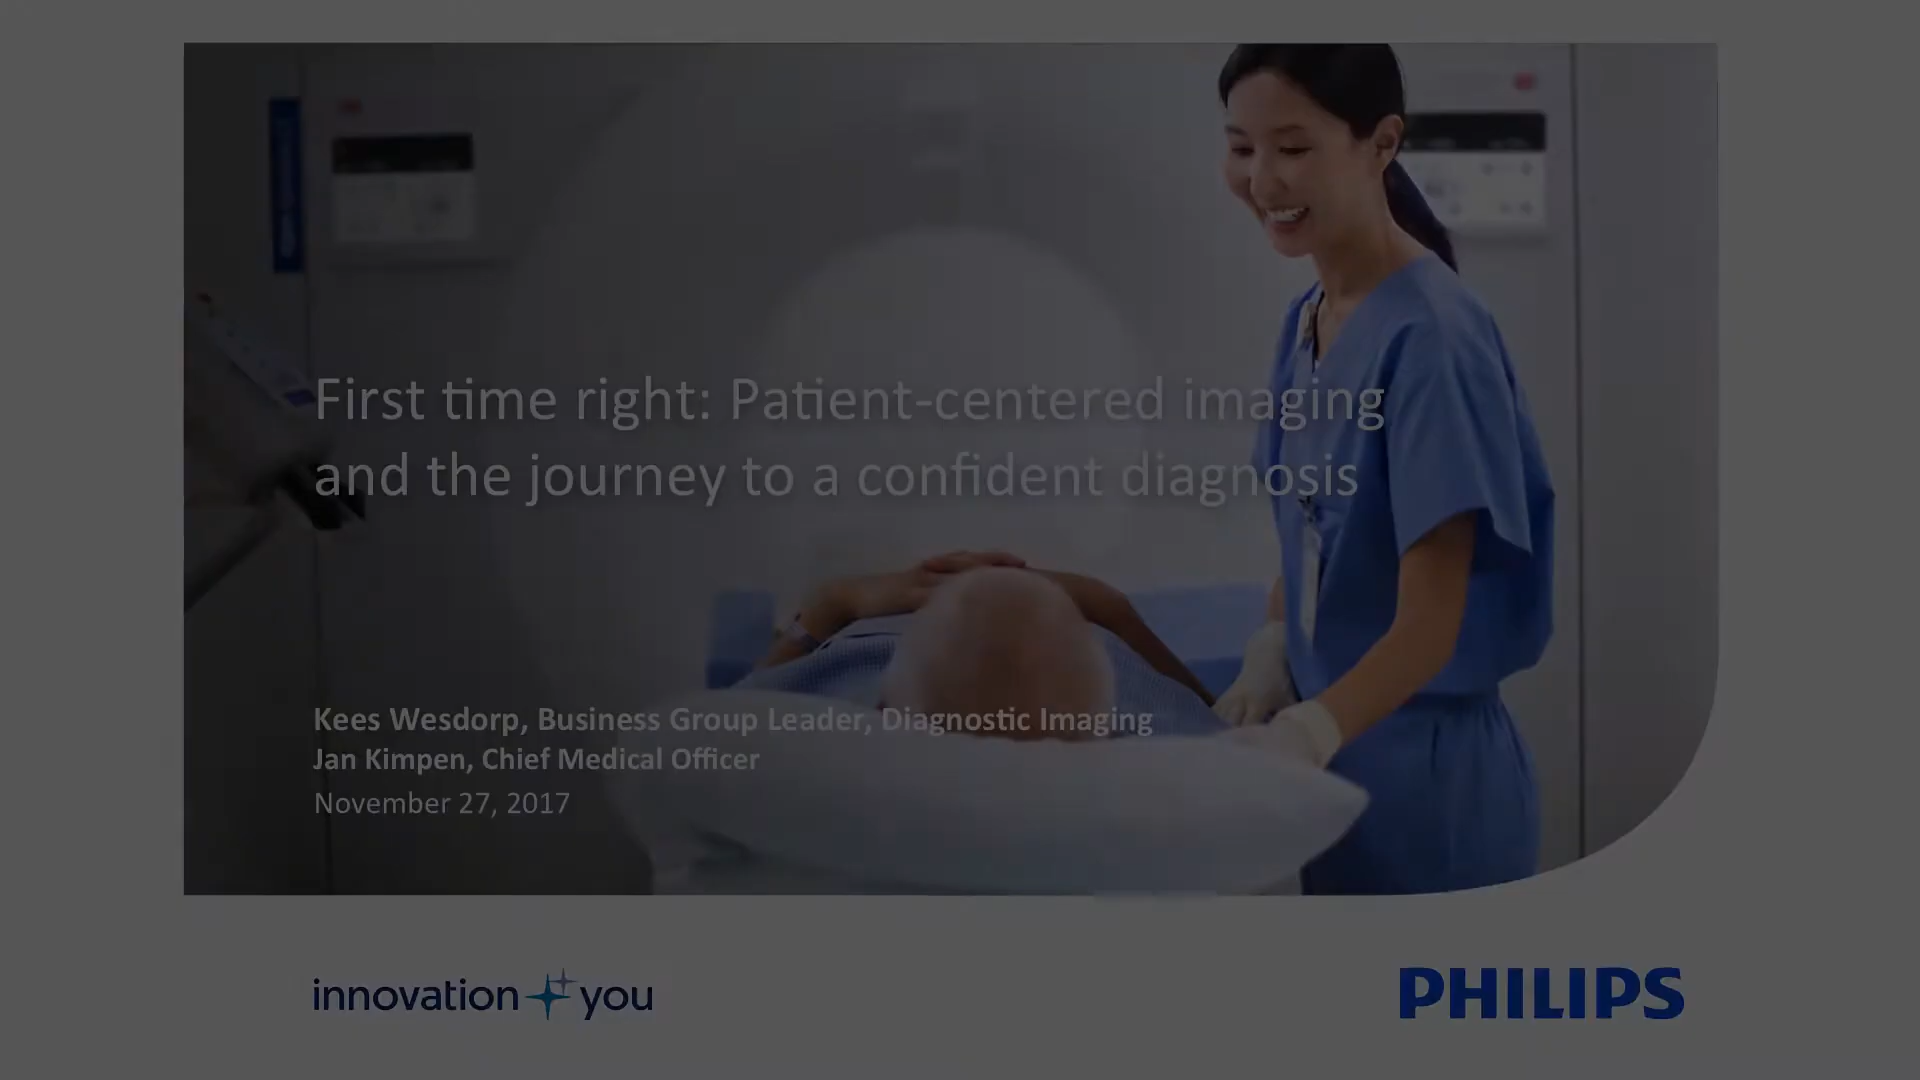 First time right: Patient-centered imaging
and the journey to a confident diagnosis
Kees Wesdorp, Business Group Leader, Diagnostic Imaging
Jan Kimpen, Chief Medical Officer
November 27, 2017
innovation you
PHILIPS